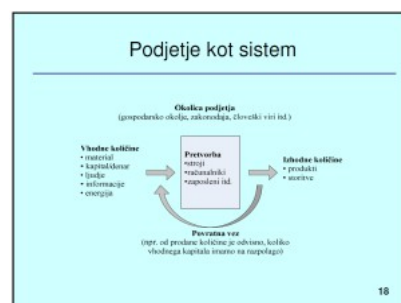 Podjetje kot sistem
Okolica podjetja
(gospodarsko okolje, zakonodaja, človeški viri itd.)
Vhodne količine
• material
• kapital/denar
• ljudje
• informacije
• energija
Pretvorba
•stroji
•računalniki
•zaposleni itd.
Izhodne količine
• produkti
• storitve
Povratna vez
(npr. od prodane količine je odvisno, koliko
vhodnega kapitala imamo na razpolago)
18